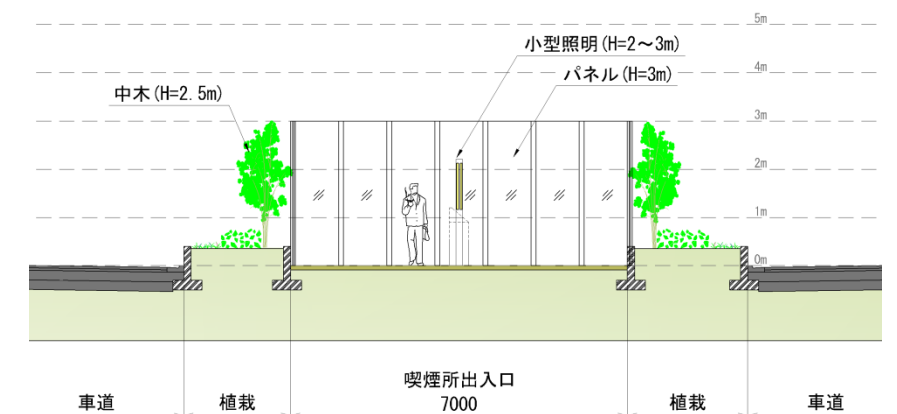 5m
小型照明(H=2～3m)
4m
パネル(H=3m)
中木(H=2.5m)
3m
2m
1m
0m
喫煙所出入口
車道 植栽 7000 植栽 車道